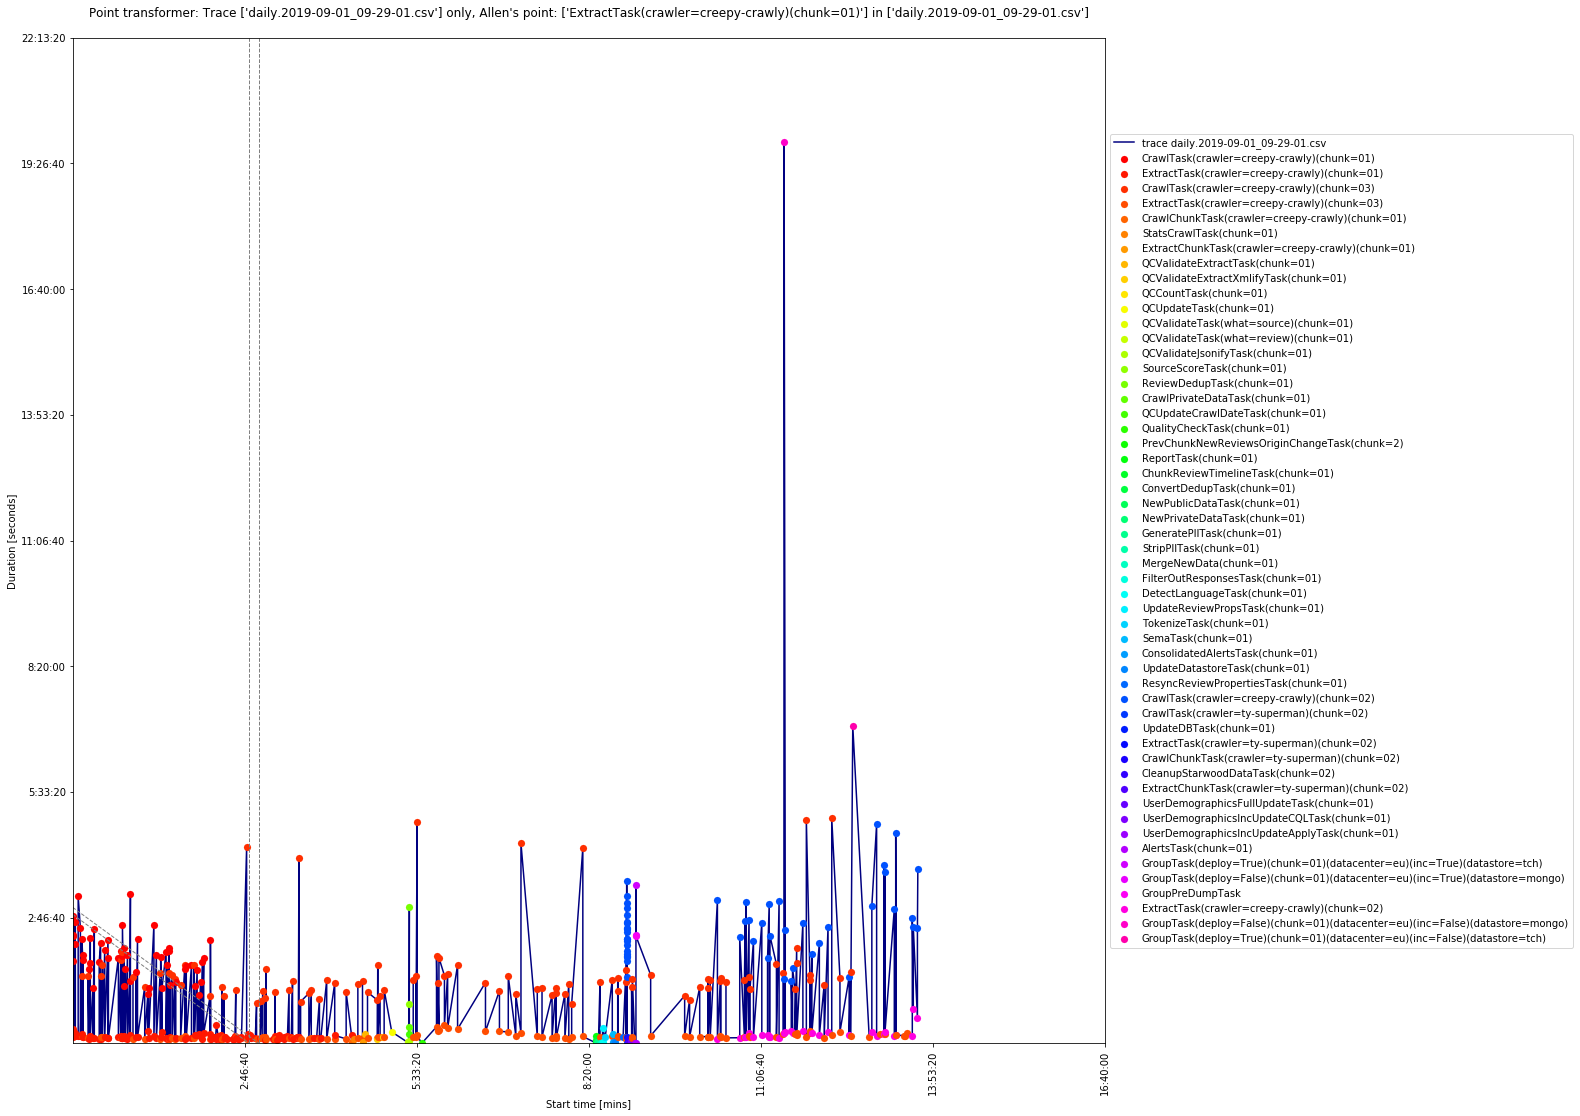 Point transformer: Trace ['daily.2019-09-01_09-29-01.csv'] only, Allen's point: ['ExtractTask(crawler=creepy-crawly)(chunk=01)'] in ['daily.2019-09-01_09-29-01.csv']
22:13:20
19:26:40
16:40:00
13:53:20
11:06:40
8:20:00
5:33:20
2:46:40
Duration [seconds]
2:46:40
5:33:20
8:20:00
11:06:40
13:53:20
16:40:00
Start time [mins]
trace daily.2019-09-01_09-29-01.csv
CrawlTask(crawler=creepy-crawly)(chunk=01)
ExtractTask(crawler=creepy-crawly)(chunk=01)
CrawlTask(crawler=creepy-crawly)(chunk=03)
ExtractTask(crawler=creepy-crawly)(chunk=03)
CrawlChunkTask(crawler=creepy-crawly)(chunk=01)
StatsCrawlTask(chunk=01)
ExtractChunkTask(crawler=creepy-crawly)(chunk=01)
QCValidateExtractTask(chunk=01)
QCValidateExtractXmlifyTask(chunk=01)
QCCountTask(chunk=01)
QCUpdateTask(chunk=01)
QCValidateTask(what=source)(chunk=01)
QCValidateTask(what=review)(chunk=01)
QCValidateJsonifyTask(chunk=01)
SourceScoreTask(chunk=01)
ReviewDedupTask(chunk=01)
CrawlPrivateDataTask(chunk=01)
QCUpdateCrawlDateTask(chunk=01)
QualityCheckTask(chunk=01)
PrevChunkNewReviewsOriginChangeTask(chunk=2)
ReportTask(chunk=01)
ChunkReviewTimelineTask(chunk=01)
ConvertDedupTask(chunk=01)
NewPublicDataTask(chunk=01)
NewPrivateDataTask(chunk=01)
GeneratePIITask(chunk=01)
StripPIITask(chunk=01)
MergeNewData(chunk=01)
FilterOutResponsesTask(chunk=01)
DetectLanguageTask(chunk=01)
UpdateReviewPropsTask(chunk=01)
TokenizeTask(chunk=01)
SemaTask(chunk=01)
ConsolidatedAlertsTask(chunk=01)
UpdateDatastoreTask(chunk=01)
ResyncReviewPropertiesTask(chunk=01)
CrawlTask(crawler=creepy-crawly)(chunk=02)
CrawlTask(crawler=ty-superman)(chunk=02)
UpdateDBTask(chunk=01)
ExtractTask(crawler=ty-superman)(chunk=02)
CrawlChunkTask(crawler=ty-superman)(chunk=02)
CleanupStarwoodDataTask(chunk=02)
ExtractChunkTask(crawler=ty-superman)(chunk=02)
UserDemographicsFullUpdateTask(chunk=01)
UserDemographicsIncUpdateCQLTask(chunk=01)
UserDemographicsIncUpdateApplyTask(chunk=01)
AlertsTask(chunk=01)
GroupTask(deploy=True)(chunk=01)(datacenter=eu)(inc=True)(datastore=tch)
GroupTask(deploy=False)(chunk=01)(datacenter=eu)(inc=True)(datastore=mongo)
GroupPreDumpTask
ExtractTask(crawler=creepy-crawly)(chunk=02)
GroupTask(deploy=False)(chunk=01)(datacenter=eu)(inc=False)(datastore=mongo)
GroupTask(deploy=True)(chunk=01)(datacenter=eu)(inc=False)(datastore=tch)